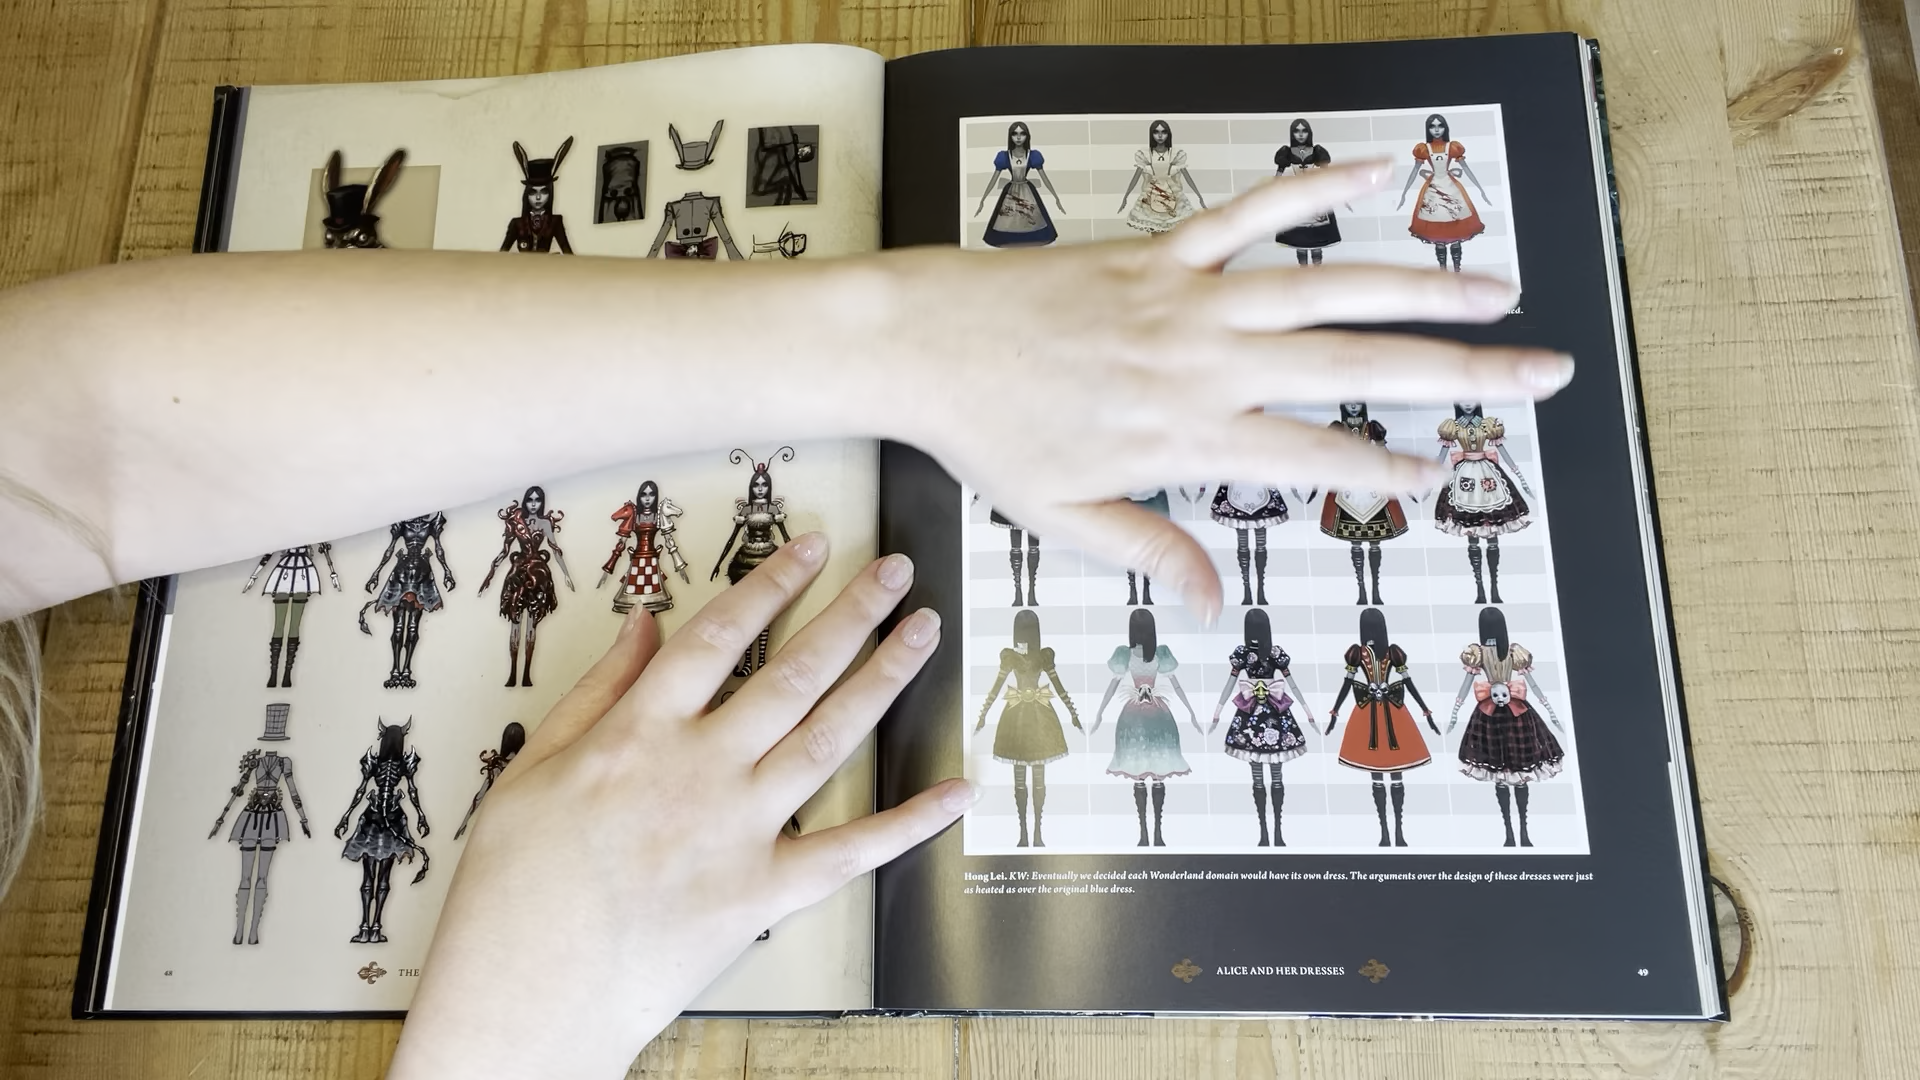 ned.
Hong Lei. KW: Eventually we decided each Wonderland domain would have its own dress. The arguments over the design of these dresses were just
as heated as over the original blue dress.
48
THE
ALICE AND HER DRESSES
49